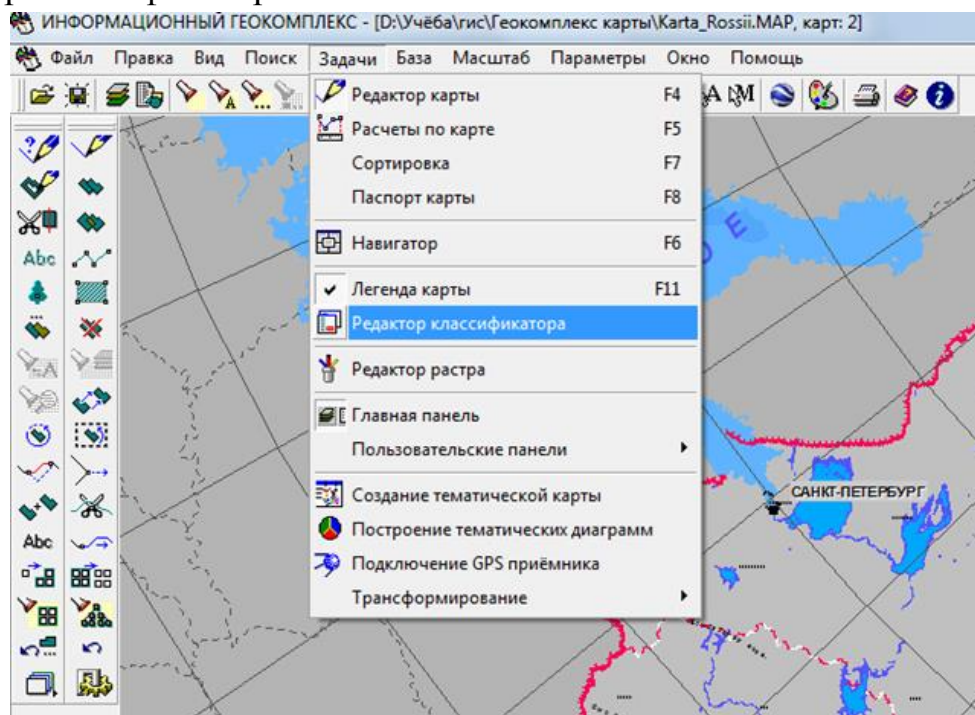 ИНФОРМАЦИОННЫЙ ГЕОКОМПЛЕКС - [D:\Учёба\гис\Геокомплекс карты\Karta_Rossii.MAP, карт: 2]
Файл Правка Вид Поиск Задачи База Масштаб Параметры Окно Помощь
Редактор карты F4
Расчеты по карте F5
Сортировка F7
Паспорт карты F8
Навигатор F6
Легенда карты F11
Редактор классификатора
Редактор растра
Главная панель
Пользовательские панели
Создание тематической карты
Построение тематических диаграмм
Подключение GPS приёмника
Трансформирование
Abc
Abc
САНКТ-ПЕТЕРБУРГ